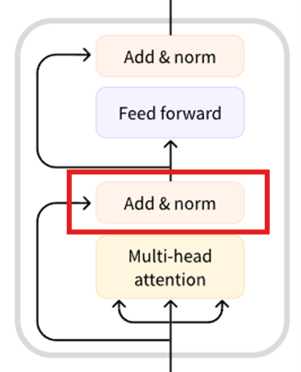 Add & norm
Feed forward
Add & norm
Multi-head
attention